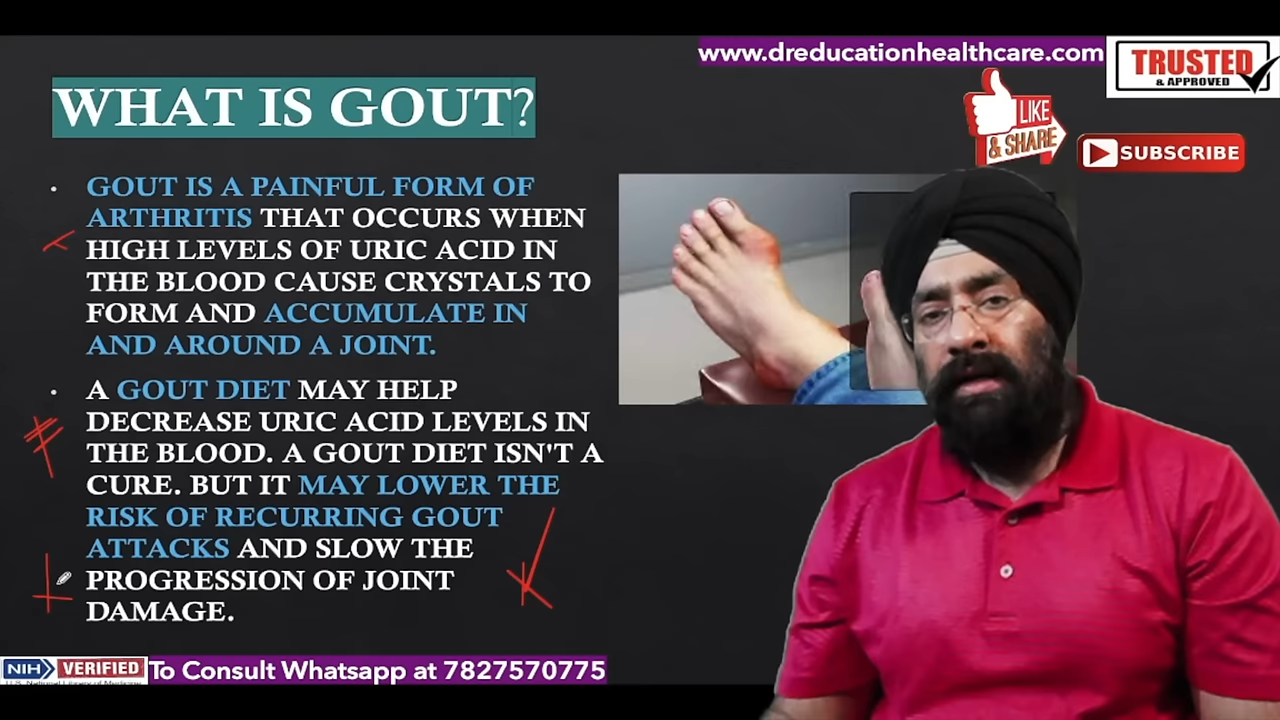 www.dreducationhealthcare.com
TRUSTED
& APPROVED
WHAT IS GOUT?
LIKE
& SHARE
SUBSCRIBE
• GOUT IS A PAINFUL FORM OF
ARTHRITIS THAT OCCURS WHEN
HIGH LEVELS OF URIC ACID IN
THE BLOOD CAUSE CRYSTALS TO
FORM AND ACCUMULATE IN
AND AROUND A JOINT.
• A GOUT DIET MAY HELP
DECREASE URIC ACID LEVELS IN
THE BLOOD. A GOUT DIET ISN'T A
CURE. BUT IT MAY LOWER THE
RISK OF RECURRING GOUT
ATTACKS AND SLOW THE
PROGRESSION OF JOINT
DAMAGE.
NIH VERIFIED
U.S. National Library of Medicine
To Consult Whatsapp at 7827570775